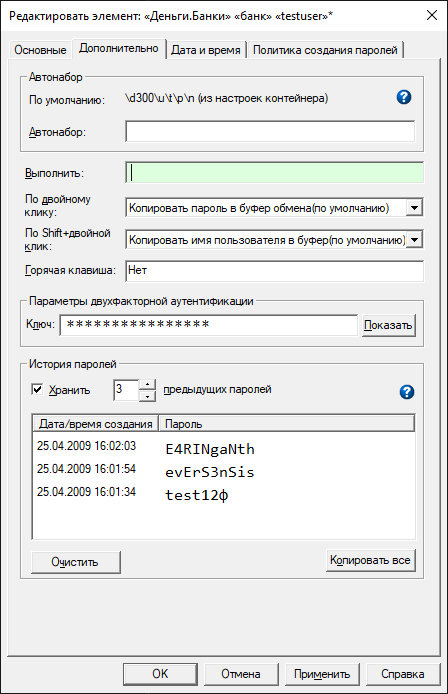 Редактировать элемент: «Деньги.Банки» «банк» «testuser»*
Основные Дополнительно Дата и время Политика создания паролей
Автонабор
По умолчанию: \d300\u\t\p\n (из настроек контейнера)
Автонабор:
Выполнить:
По двойному
клику: Копировать пароль в буфер обмена(по умолчанию)
По Shift+двойной
клик: Копировать имя пользователя в буфер(по умолчанию)
Горячая клавиша: Нет
Параметры двухфакторной аутентификации
Ключ: **************** Показать
История паролей
Хранить 3 предыдущих паролей
Дата/время создания Пароль
25.04.2009 16:02:03 E4RINgaNth
25.04.2009 16:01:54 evErS3nSis
25.04.2009 16:01:34 test12ф
Очистить Копировать все
OK Отмена Применить Справка